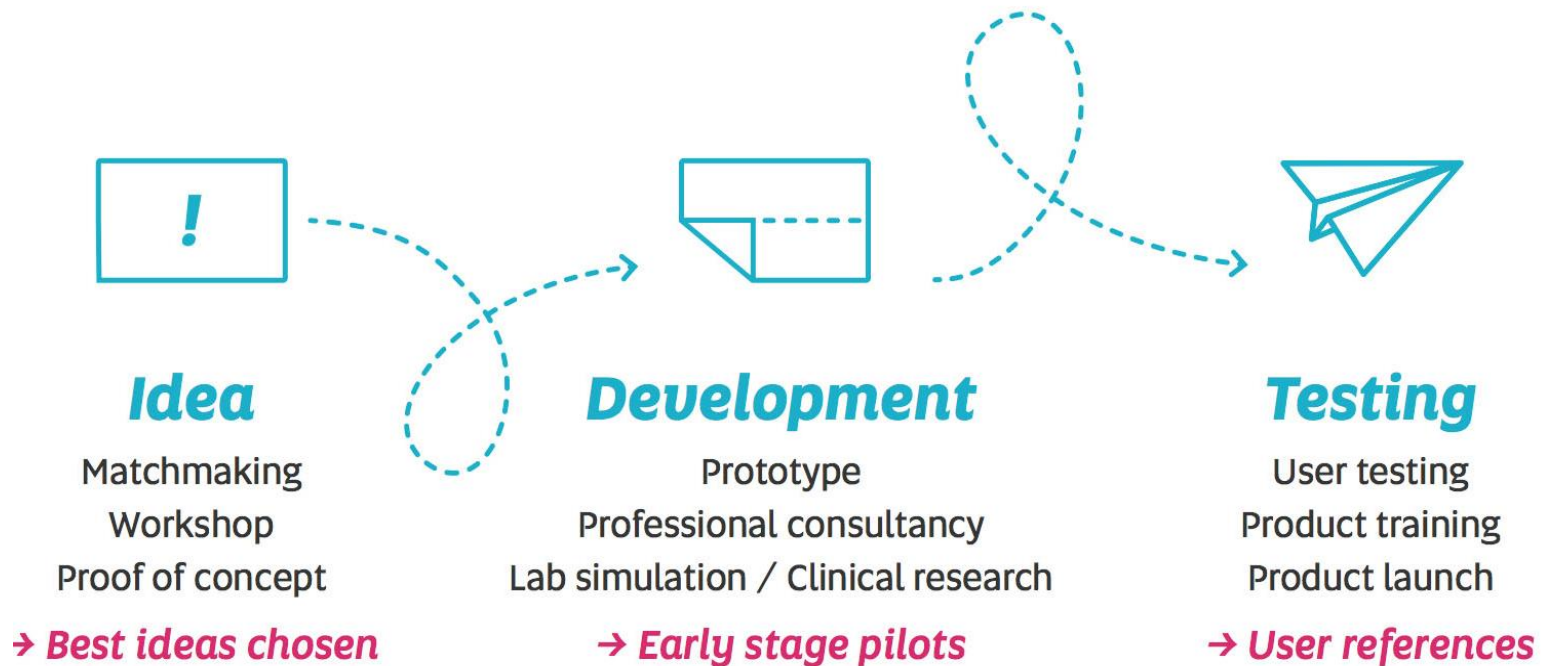 !
Idea
Matchmaking
Workshop
Proof of concept
→ Best ideas chosen
Development
Prototype
Professional consultancy
Lab simulation / Clinical research
→ Early stage pilots
Testing
User testing
Product training
Product launch
→ User references